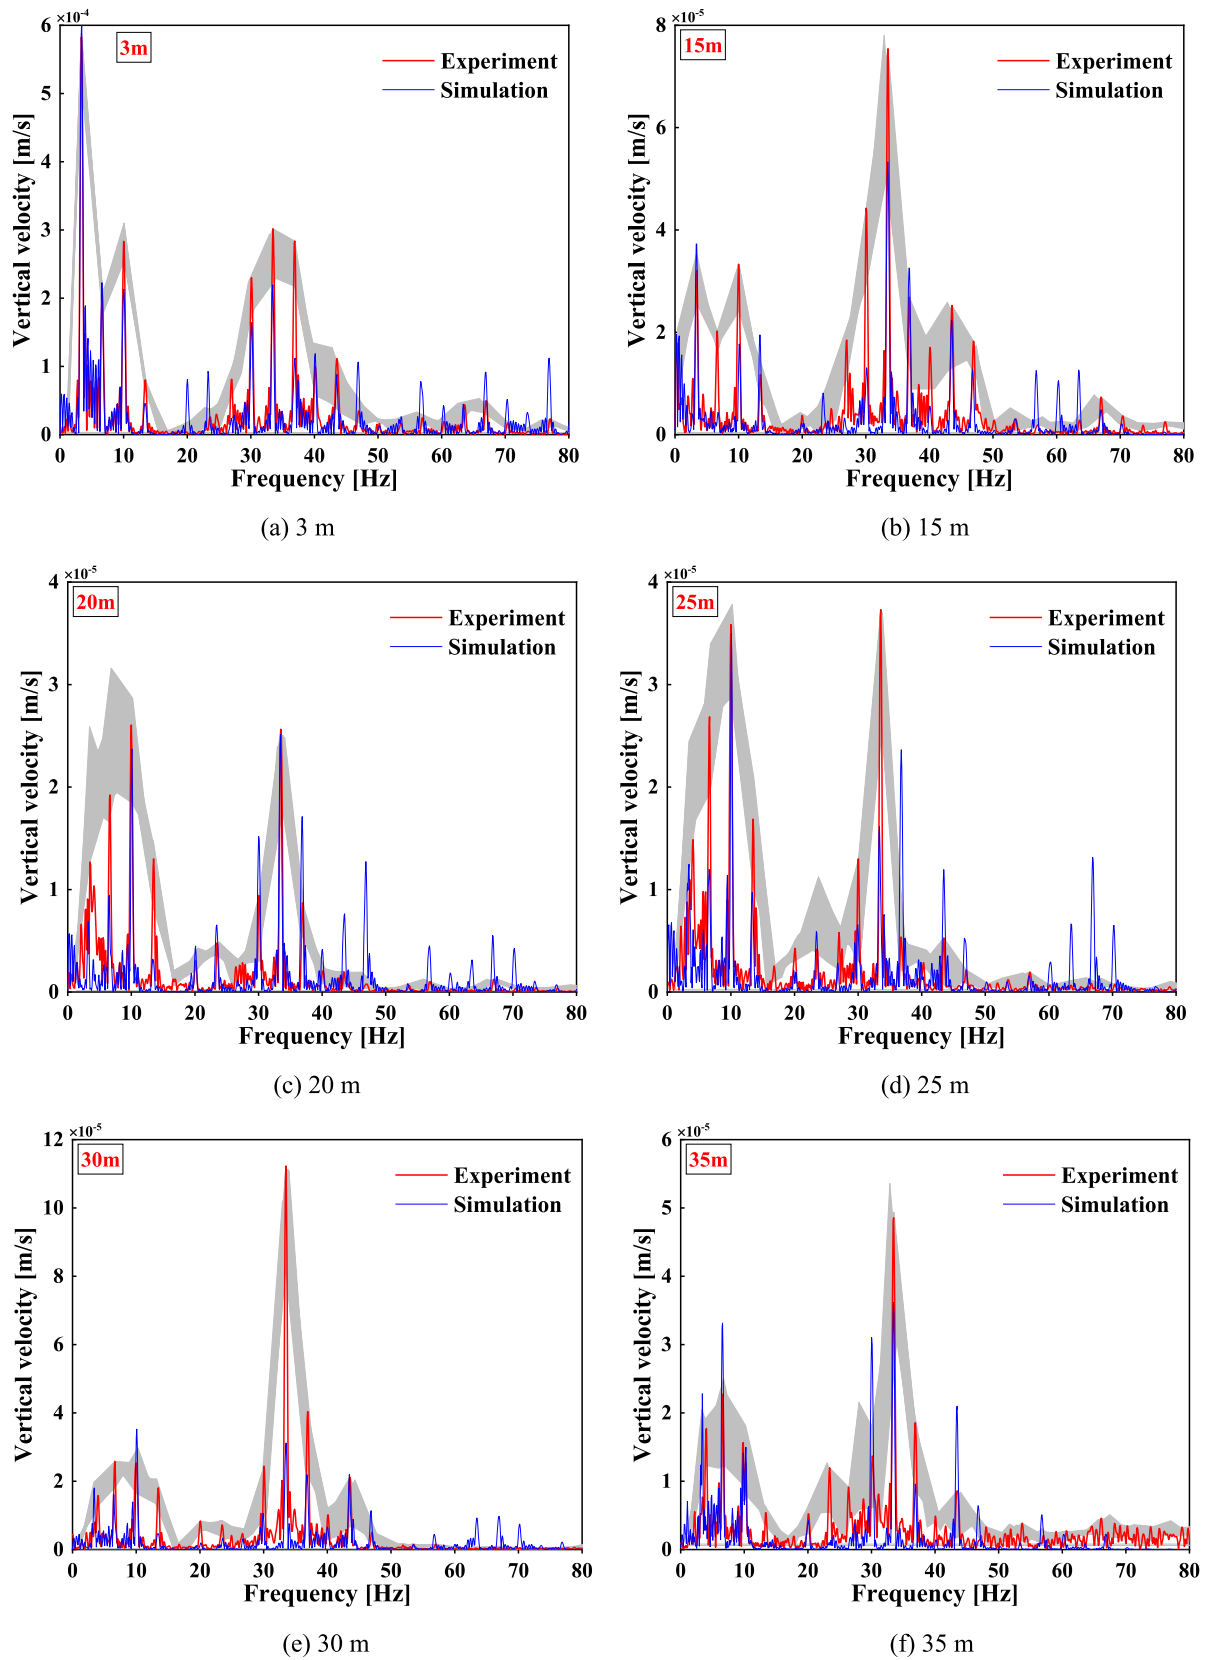 ×10⁻⁴
3m
Experiment
Simulation
Vertical velocity [m/s]
6
5
4
3
2
1
0
0 10 20 30 40 50 60 70 80
Frequency [Hz]
(a) 3 m
×10⁻⁵
15m
Experiment
Simulation
Vertical velocity [m/s]
8
6
4
2
0
0 10 20 30 40 50 60 70 80
Frequency [Hz]
(b) 15 m
×10⁻⁵
20m
Experiment
Simulation
Vertical velocity [m/s]
4
3
2
1
0
0 10 20 30 40 50 60 70 80
Frequency [Hz]
(c) 20 m
×10⁻⁵
25m
Experiment
Simulation
Vertical velocity [m/s]
4
3
2
1
0
0 10 20 30 40 50 60 70 80
Frequency [Hz]
(d) 25 m
×10⁻⁵
30m
Experiment
Simulation
Vertical velocity [m/s]
12
10
8
6
4
2
0
0 10 20 30 40 50 60 70 80
Frequency [Hz]
(e) 30 m
×10⁻⁵
35m
Experiment
Simulation
Vertical velocity [m/s]
6
5
4
3
2
1
0
0 10 20 30 40 50 60 70 80
Frequency [Hz]
(f) 35 m